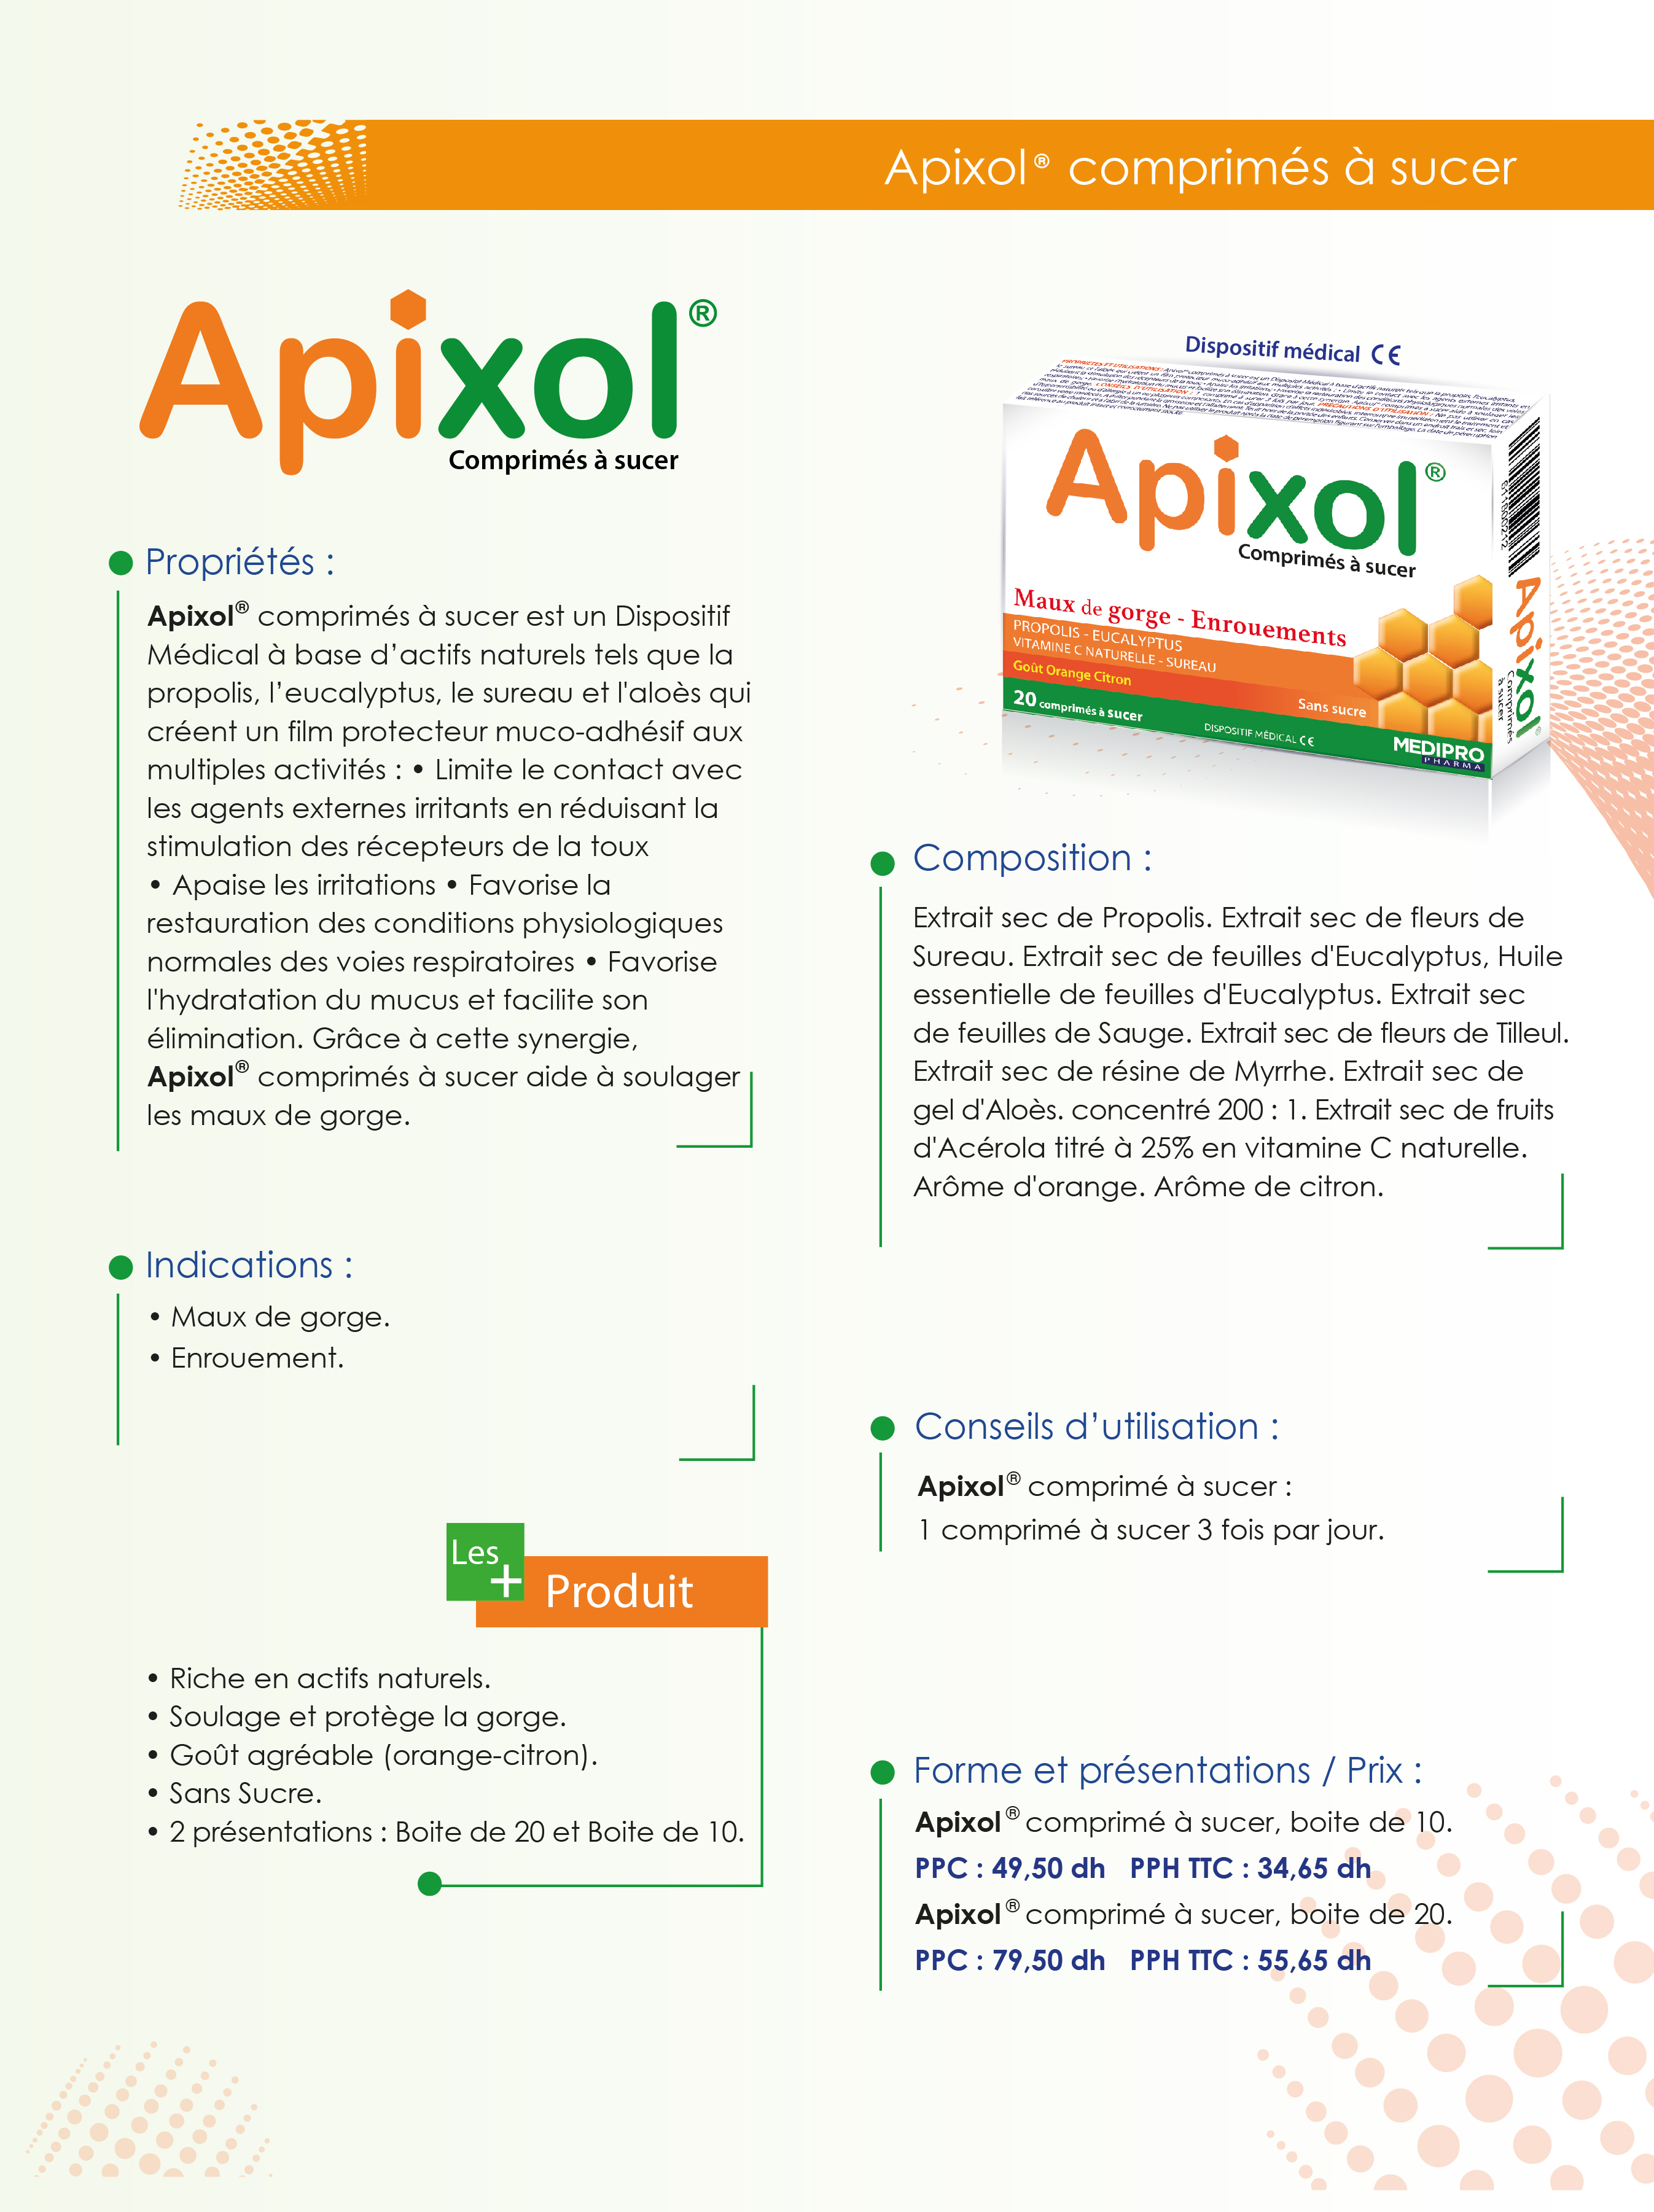 Apixol® comprimés à sucer
Apixol®
Comprimés à sucer
Propriétés :
Apixol® comprimés à sucer est un Dispositif
Médical à base d’actifs naturels tels que la
propolis, l’eucalyptus, le sureau et l'aloès qui
créent un film protecteur muco-adhésif aux
multiples activités : • Limite le contact avec
les agents externes irritants en réduisant la
stimulation des récepteurs de la toux
• Apaise les irritations • Favorise la
restauration des conditions physiologiques
normales des voies respiratoires • Favorise
l'hydratation du mucus et facilite son
élimination. Grâce à cette synergie,
Apixol® comprimés à sucer aide à soulager
les maux de gorge.
Indications :
• Maux de gorge.
• Enrouement.
Les +
Produit
• Riche en actifs naturels.
• Soulage et protège la gorge.
• Goût agréable (orange-citron).
• Sans Sucre.
• 2 présentations : Boite de 20 et Boite de 10.
Dispositif médical CE
Apixol®
Comprimés à sucer
Maux de gorge - Enrouements
PROPOLIS - EUCALYPTUS
VITAMINE C NATURELLE - SUREAU
Goût Orange Citron
Sans sucre
20 comprimés à sucer
DISPOSITIF MÉDICAL CE
MEDIPRO
PHARMA
Apixol®
Comprimés
à sucer
Composition :
Extrait sec de Propolis. Extrait sec de fleurs de
Sureau. Extrait sec de feuilles d'Eucalyptus, Huile
essentielle de feuilles d'Eucalyptus. Extrait sec
de feuilles de Sauge. Extrait sec de fleurs de Tilleul.
Extrait sec de résine de Myrrhe. Extrait sec de
gel d'Aloès. concentré 200 : 1. Extrait sec de fruits
d'Acérola titré à 25% en vitamine C naturelle.
Arôme d'orange. Arôme de citron.
Conseils d’utilisation :
Apixol® comprimé à sucer :
1 comprimé à sucer 3 fois par jour.
Forme et présentations / Prix :
Apixol® comprimé à sucer, boite de 10.
PPC : 49,50 dh PPH TTC : 34,65 dh
Apixol® comprimé à sucer, boite de 20.
PPC : 79,50 dh PPH TTC : 55,65 dh